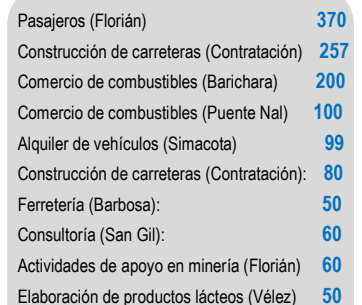 Pasajeros (Florián) 370
Construcción de carreteras (Contratación) 257
Comercio de combustibles (Barichara) 200
Comercio de combustibles (Puente Nal) 100
Alquiler de vehículos (Simacota) 99
Construcción de carreteras (Contratación): 80
Ferretería (Barbosa): 50
Consultoría (San Gil): 60
Actividades de apoyo en minería (Florián) 60
Elaboración de productos lácteos (Vélez) 50